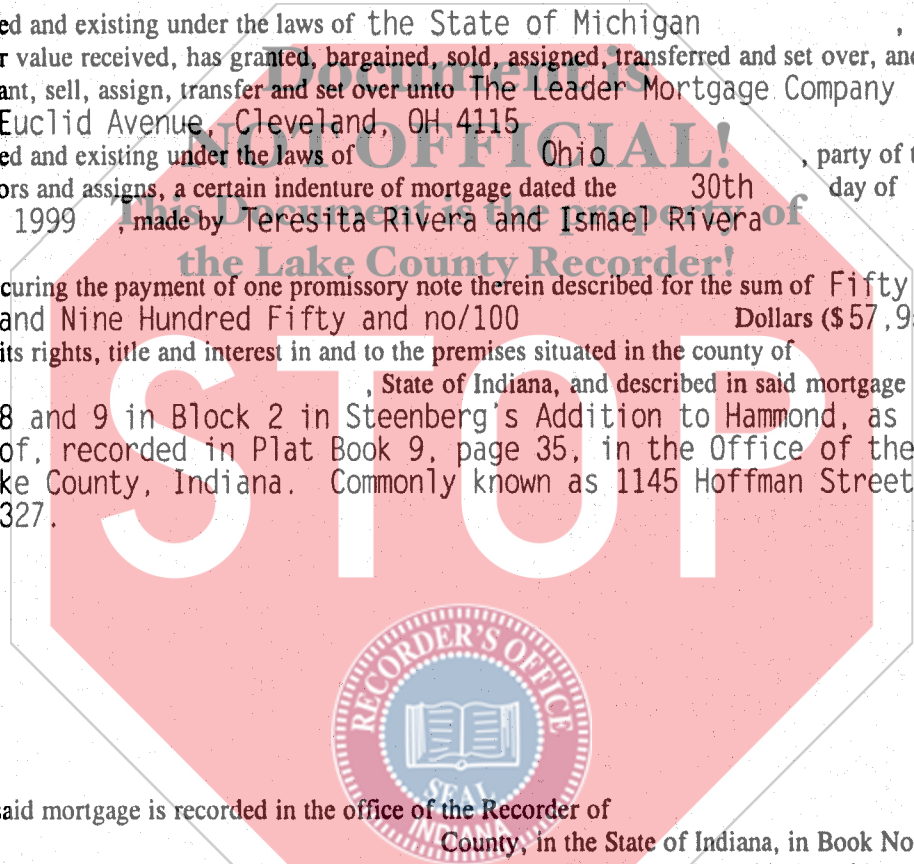 ed and existing under the laws of the State of Michigan ,
r value received, has granted, bargained, sold, assigned, transferred and set over, and
ant, sell, assign, transfer and set over unto The Leader Mortgage Company
Euclid Avenue, Cleveland, OH 4115
ed and existing under the laws of Ohio , party of t
ors and assigns, a certain indenture of mortgage dated the 30th day of
1999 , made by Teresita Rivera and Ismael Rivera
curing the payment of one promissory note therein described for the sum of Fifty
and Nine Hundred Fifty and no/100 Dollars ($ 57,9
its rights, title and interest in and to the premises situated in the county of
, State of Indiana, and described in said mortgage
8 and 9 in Block 2 in Steenberg's Addition to Hammond, as
of, recorded in Plat Book 9, page 35, in the Office of the
ke County, Indiana. Commonly known as 1145 Hoffman Street
327.
said mortgage is recorded in the office of the Recorder of
County, in the State of Indiana, in Book No
Document is
NOT OFFICIAL!
This Document is the property of
the Lake County Recorder!
STOP
RECORDER'S OFFICE
SEAL
INDIANA